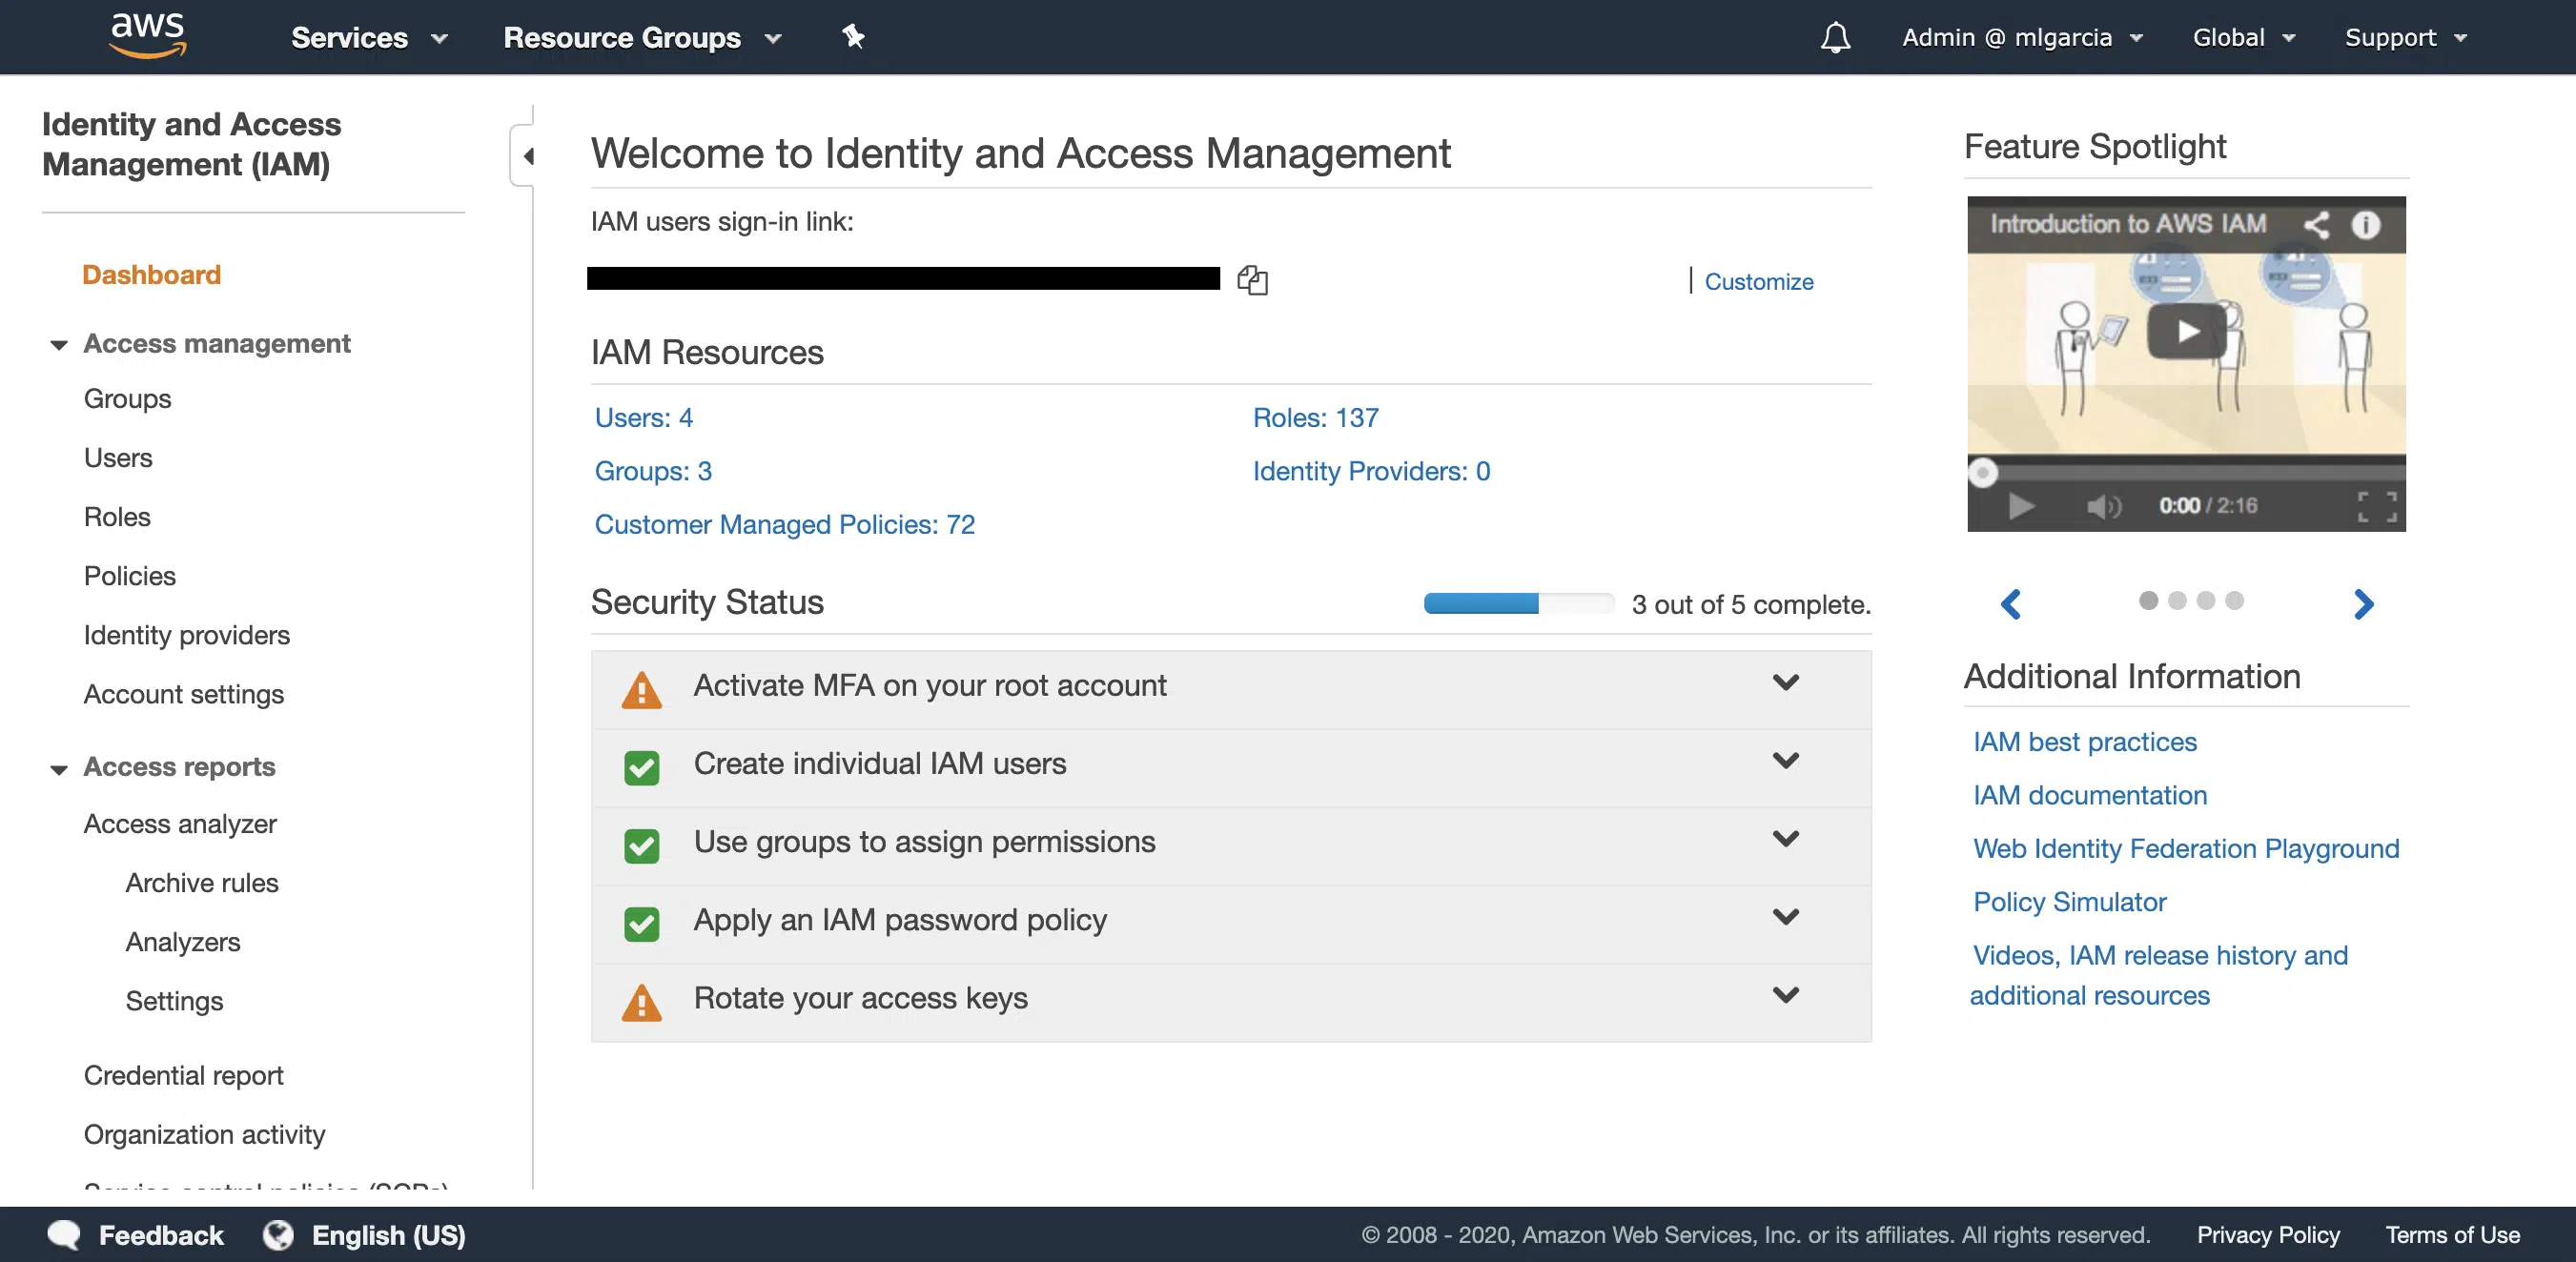 aws
Services
Resource Groups
Admin @ mlgarcia
Global
Support
Identity and Access
Management (IAM)
Dashboard
Access management
Groups
Users
Roles
Policies
Identity providers
Account settings
Access reports
Access analyzer
Archive rules
Analyzers
Settings
Credential report
Organization activity
Service control policies (SCPs)
Welcome to Identity and Access Management
IAM users sign-in link:
| Customize
IAM Resources
Users: 4
Roles: 137
Groups: 3
Identity Providers: 0
Customer Managed Policies: 72
Security Status
3 out of 5 complete.
Activate MFA on your root account
Create individual IAM users
Use groups to assign permissions
Apply an IAM password policy
Rotate your access keys
Feature Spotlight
Introduction to AWS IAM
0:00 / 2:16
Additional Information
IAM best practices
IAM documentation
Web Identity Federation Playground
Policy Simulator
Videos, IAM release history and
additional resources
Feedback
English (US)
© 2008 - 2020, Amazon Web Services, Inc. or its affiliates. All rights reserved.
Privacy Policy
Terms of Use